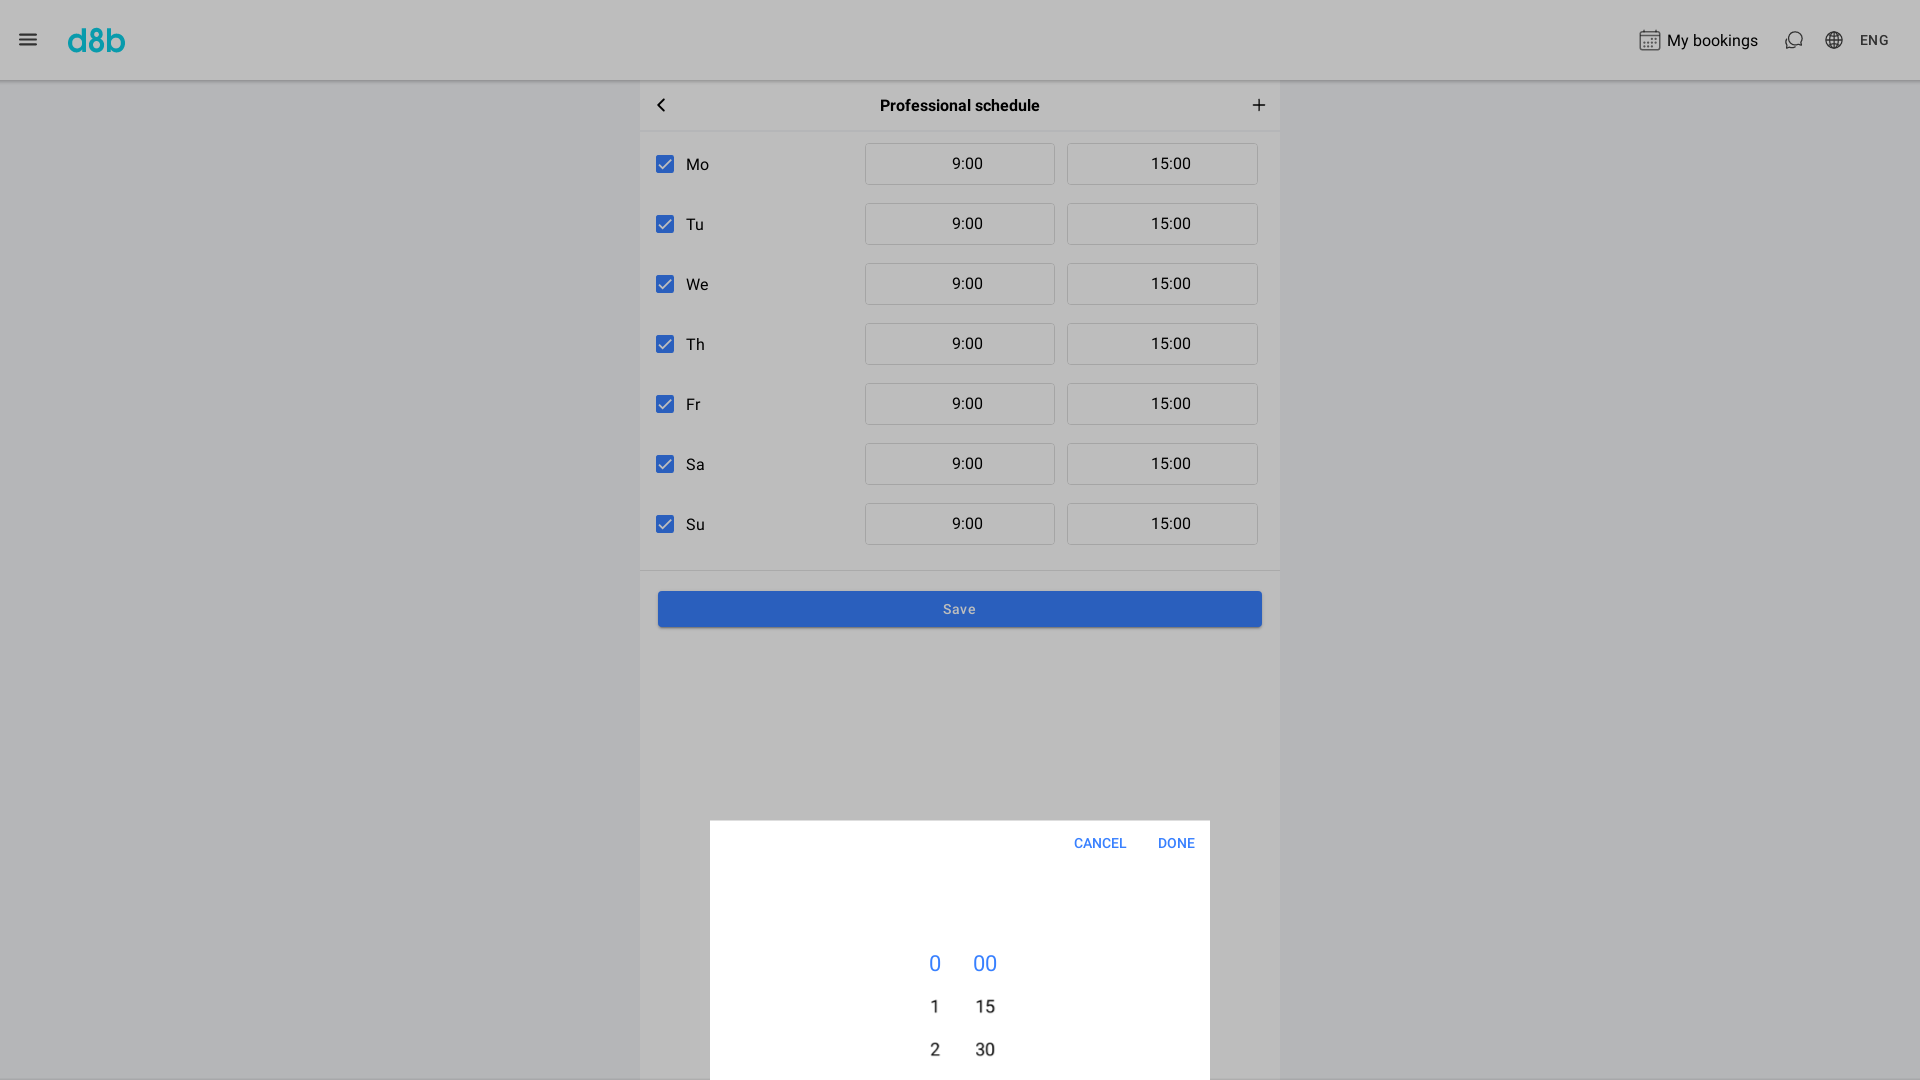 d8b
My bookings
ENG
Professional schedule
Mo 9:00 15:00
Tu 9:00 15:00
We 9:00 15:00
Th 9:00 15:00
Fr 9:00 15:00
Sa 9:00 15:00
Su 9:00 15:00
Save
CANCEL DONE
0 00
1 15
2 30